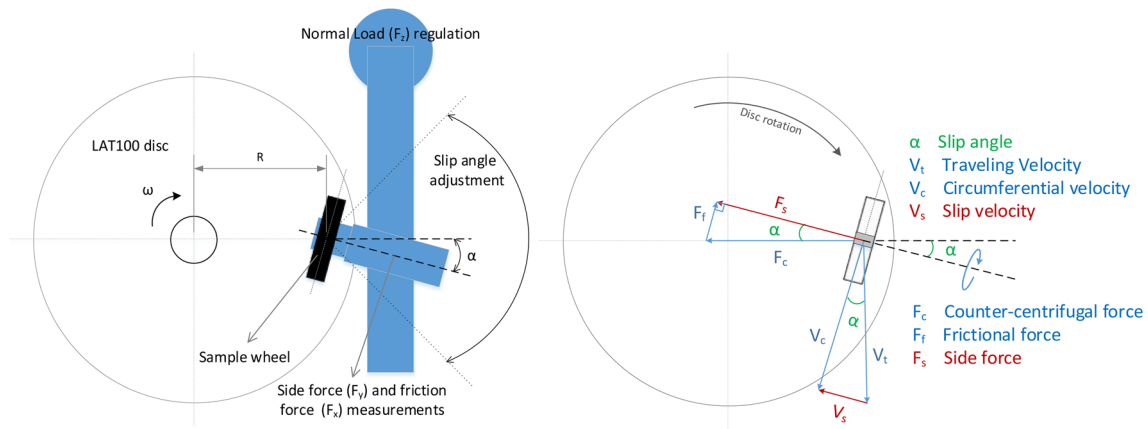 Normal Load (Fz) regulation
LAT100 disc
R
ω
Slip angle
adjustment
α
Sample wheel
Side force (Fy) and friction
force (Fx) measurements
Disc rotation
α Slip angle
Vt Traveling Velocity
Vc Circumferential velocity
Vs Slip velocity
Ff
Fs
α
Fc
α
α
Vc
Vt
Vs
Fc Counter-centrifugal force
Ff Frictional force
Fs Side force